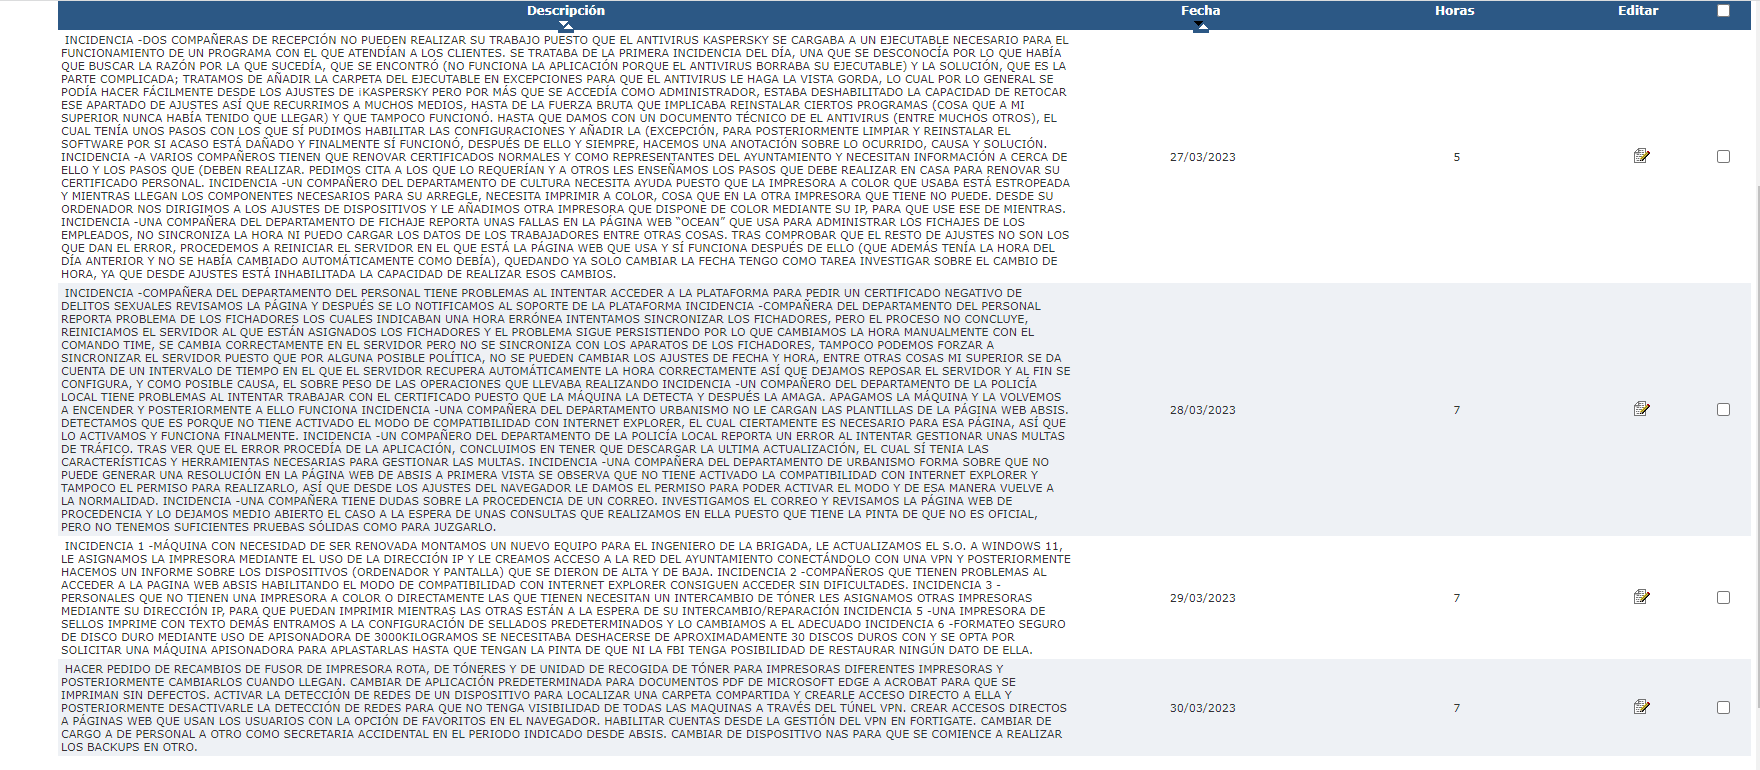 Descripción Fecha Horas Editar
INCIDENCIA -DOS COMPAÑERAS DE RECEPCIÓN NO PUEDEN REALIZAR SU TRABAJO PUESTO QUE EL ANTIVIRUS KASPERSKY SE CARGABA A UN EJECUTABLE NECESARIO PARA EL
FUNCIONAMIENTO DE UN PROGRAMA CON EL QUE ATENDÍAN A LOS CLIENTES. SE TRATABA DE LA PRIMERA INCIDENCIA DEL DÍA, UNA QUE SE DESCONOCÍA POR LO QUE HABÍA
QUE BUSCAR LA RAZÓN POR LA QUE SUCEDÍA, QUE SE ENCONTRÓ (NO FUNCIONA LA APLICACIÓN PORQUE EL ANTIVIRUS BORRABA SU EJECUTABLE) Y LA SOLUCIÓN, QUE ES LA
PARTE COMPLICADA; TRATAMOS DE AÑADIR LA CARPETA DEL EJECUTABLE EN EXCEPCIONES PARA QUE EL ANTIVIRUS LE HAGA LA VISTA GORDA, LO CUAL POR LO GENERAL SE
PODÍA HACER FÁCILMENTE DESDE LOS AJUSTES DE ¡KASPERSKY PERO POR MÁS QUE SE ACCEDÍA COMO ADMINISTRADOR, ESTABA DESHABILITADO LA CAPACIDAD DE RETOCAR
ESE APARTADO DE AJUSTES ASÍ QUE RECURRIMOS A MUCHOS MEDIOS, HASTA DE LA FUERZA BRUTA QUE IMPLICABA REINSTALAR CIERTOS PROGRAMAS (COSA QUE A MI
SUPERIOR NUNCA HABÍA TENIDO QUE LLEGAR) Y QUE TAMPOCO FUNCIONÓ. HASTA QUE DAMOS CON UN DOCUMENTO TÉCNICO DE EL ANTIVIRUS (ENTRE MUCHOS OTROS), EL
CUAL TENÍA UNOS PASOS CON LOS QUE SÍ PUDIMOS HABILITAR LAS CONFIGURACIONES Y AÑADIR LA (EXCEPCIÓN, PARA POSTERIORMENTE LIMPIAR Y REINSTALAR EL
SOFTWARE POR SI ACASO ESTÁ DAÑADO Y FINALMENTE SÍ FUNCIONÓ, DESPUÉS DE ELLO Y SIEMPRE, HACEMOS UNA ANOTACIÓN SOBRE LO OCURRIDO, CAUSA Y SOLUCIÓN.
INCIDENCIA -A VARIOS COMPAÑEROS TIENEN QUE RENOVAR CERTIFICADOS NORMALES Y COMO REPRESENTANTES DEL AYUNTAMIENTO Y NECESITAN INFORMACIÓN A CERCA DE
ELLO Y LOS PASOS QUE (DEBEN REALIZAR. PEDIMOS CITA A LOS QUE LO REQUERÍAN Y A OTROS LES ENSEÑAMOS LOS PASOS QUE DEBE REALIZAR EN CASA PARA RENOVAR SU
CERTIFICADO PERSONAL. INCIDENCIA -UN COMPAÑERO DEL DEPARTAMENTO DE CULTURA NECESITA AYUDA PUESTO QUE LA IMPRESORA A COLOR QUE USABA ESTÁ ESTROPEADA
Y MIENTRAS LLEGAN LOS COMPONENTES NECESARIOS PARA SU ARREGLE, NECESITA IMPRIMIR A COLOR, COSA QUE EN LA OTRA IMPRESORA QUE TIENE NO PUEDE. DESDE SU
ORDENADOR NOS DIRIGIMOS A LOS AJUSTES DE DISPOSITIVOS Y LE AÑADIMOS OTRA IMPRESORA QUE DISPONE DE COLOR MEDIANTE SU IP, PARA QUE USE ESE DE MIENTRAS.
INCIDENCIA -UNA COMPAÑERA DEL DEPARTAMENTO DE FICHAJE REPORTA UNAS FALLAS EN LA PÁGINA WEB "OCEAN" QUE USA PARA ADMINISTRAR LOS FICHAJES DE LOS
EMPLEADOS, NO SINCRONIZA LA HORA NI PUEDO CARGAR LOS DATOS DE LOS TRABAJADORES ENTRE OTRAS COSAS. TRAS COMPROBAR QUE EL RESTO DE AJUSTES NO SON LOS
QUE DAN EL ERROR, PROCEDEMOS A REINICIAR EL SERVIDOR EN EL QUE ESTÁ LA PÁGINA WEB QUE USA Y SÍ FUNCIONA DESPUÉS DE ELLO (QUE ADEMÁS TENÍA LA HORA DEL
DÍA ANTERIOR Y NO SE HABÍA CAMBIADO AUTOMÁTICAMENTE COMO DEBÍA), QUEDANDO YA SOLO CAMBIAR LA FECHA TENGO COMO TAREA INVESTIGAR SOBRE EL CAMBIO DE
HORA, YA QUE DESDE AJUSTES ESTÁ INHABILITADA LA CAPACIDAD DE REALIZAR ESOS CAMBIOS.
27/03/2023 5
INCIDENCIA -COMPAÑERA DEL DEPARTAMENTO DEL PERSONAL TIENE PROBLEMAS AL INTENTAR ACCEDER A LA PLATAFORMA PARA PEDIR UN CERTIFICADO NEGATIVO DE
DELITOS SEXUALES REVISAMOS LA PÁGINA Y DESPUÉS SE LO NOTIFICAMOS AL SOPORTE DE LA PLATAFORMA INCIDENCIA -COMPAÑERA DEL DEPARTAMENTO DEL PERSONAL
REPORTA PROBLEMA DE LOS FICHADORES LOS CUALES INDICABAN UNA HORA ERRÓNEA INTENTAMOS SINCRONIZAR LOS FICHADORES, PERO EL PROCESO NO CONCLUYE,
REINICIAMOS EL SERVIDOR AL QUE ESTÁN ASIGNADOS LOS FICHADORES Y EL PROBLEMA SIGUE PERSISTIENDO POR LO QUE CAMBIAMOS LA HORA MANUALMENTE CON EL
COMANDO TIME, SE CAMBIA CORRECTAMENTE EN EL SERVIDOR PERO NO SE SINCRONIZA CON LOS APARATOS DE LOS FICHADORES, TAMPOCO PODEMOS FORZAR A
SINCRONIZAR EL SERVIDOR PUESTO QUE POR ALGUNA POSIBLE POLÍTICA, NO SE PUEDEN CAMBIAR LOS AJUSTES DE FECHA Y HORA, ENTRE OTRAS COSAS MI SUPERIOR SE DA
CUENTA DE UN INTERVALO DE TIEMPO EN EL QUE EL SERVIDOR RECUPERA AUTOMÁTICAMENTE LA HORA CORRECTAMENTE ASÍ QUE DEJAMOS REPOSAR EL SERVIDOR Y AL FIN SE
CONFIGURA, Y COMO POSIBLE CAUSA, EL SOBRE PESO DE LAS OPERACIONES QUE LLEVABA REALIZANDO INCIDENCIA -UN COMPAÑERO DEL DEPARTAMENTO DE LA POLICÍA
LOCAL TIENE PROBLEMAS AL INTENTAR TRABAJAR CON EL CERTIFICADO PUESTO QUE LA MÁQUINA LA DETECTA Y DESPUÉS LA AMAGA. APAGAMOS LA MÁQUINA Y LA VOLVEMOS
A ENCENDER Y POSTERIORMENTE A ELLO FUNCIONA INCIDENCIA -UNA COMPAÑERA DEL DEPARTAMENTO URBANISMO NO LE CARGAN LAS PLANTILLAS DE LA PÁGINA WEB ABSIS.
DETECTAMOS QUE ES PORQUE NO TIENE ACTIVADO EL MODO DE COMPATIBILIDAD CON INTERNET EXPLORER, EL CUAL CIERTAMENTE ES NECESARIO PARA ESA PÁGINA, ASÍ QUE
LO ACTIVAMOS Y FUNCIONA FINALMENTE. INCIDENCIA -UN COMPAÑERO DEL DEPARTAMENTO DE LA POLICÍA LOCAL REPORTA UN ERROR AL INTENTAR GESTIONAR UNAS MULTAS
DE TRÁFICO. TRAS VER QUE EL ERROR PROCEDÍA DE LA APLICACIÓN, CONCLUIMOS EN TENER QUE DESCARGAR LA ULTIMA ACTUALIZACIÓN, EL CUAL SÍ TENIA LAS
CARACTERÍSTICAS Y HERRAMIENTAS NECESARIAS PARA GESTIONAR LAS MULTAS. INCIDENCIA -UNA COMPAÑERA DEL DEPARTAMENTO DE URBANISMO FORMA SOBRE QUE NO
PUEDE GENERAR UNA RESOLUCIÓN EN LA PÁGINA WEB DE ABSIS A PRIMERA VISTA SE OBSERVA QUE NO TIENE ACTIVADO LA COMPATIBILIDAD CON INTERNET EXPLORER Y
TAMPOCO EL PERMISO PARA REALIZARLO, ASÍ QUE DESDE LOS AJUSTES DEL NAVEGADOR LE DAMOS EL PERMISO PARA PODER ACTIVAR EL MODO Y DE ESA MANERA VUELVE A
LA NORMALIDAD. INCIDENCIA -UNA COMPAÑERA TIENE DUDAS SOBRE LA PROCEDENCIA DE UN CORREO. INVESTIGAMOS EL CORREO Y REVISAMOS LA PÁGINA WEB DE
PROCEDENCIA Y LO DEJAMOS MEDIO ABIERTO EL CASO A LA ESPERA DE UNAS CONSULTAS QUE REALIZAMOS EN ELLA PUESTO QUE TIENE LA PINTA DE QUE NO ES OFICIAL,
PERO NO TENEMOS SUFICIENTES PRUEBAS SÓLIDAS COMO PARA JUZGARLO.
28/03/2023 7
INCIDENCIA 1 -MÁQUINA CON NECESIDAD DE SER RENOVADA MONTAMOS UN NUEVO EQUIPO PARA EL INGENIERO DE LA BRIGADA, LE ACTUALIZAMOS EL S.O. A WINDOWS 11,
LE ASIGNAMOS LA IMPRESORA MEDIANTE EL USO DE LA DIRECCIÓN IP Y LE CREAMOS ACCESO A LA RED DEL AYUNTAMIENTO CONECTÁNDOLO CON UNA VPN Y POSTERIORMENTE
HACEMOS UN INFORME SOBRE LOS DISPOSITIVOS (ORDENADOR Y PANTALLA) QUE SE DIERON DE ALTA Y DE BAJA. INCIDENCIA 2 -COMPAÑEROS QUE TIENEN PROBLEMAS AL
ACCEDER A LA PAGINA WEB ABSIS HABILITANDO EL MODO DE COMPATIBILIDAD CON INTERNET EXPLORER CONSIGUEN ACCEDER SIN DIFICULTADES. INCIDENCIA 3 -
PERSONALES QUE NO TIENEN UNA IMPRESORA A COLOR O DIRECTAMENTE LAS QUE TIENEN NECESITAN UN INTERCAMBIO DE TÓNER LES ASIGNAMOS OTRAS IMPRESORAS
MEDIANTE SU DIRECCIÓN IP, PARA QUE PUEDAN IMPRIMIR MIENTRAS LAS OTRAS ESTÁN A LA ESPERA DE SU INTERCAMBIO/REPARACIÓN INCIDENCIA 5 -UNA IMPRESORA DE
SELLOS IMPRIME CON TEXTO DEMÁS ENTRAMOS A LA CONFIGURACIÓN DE SELLADOS PREDETERMINADOS Y LO CAMBIAMOS A EL ADECUADO INCIDENCIA 6 -FORMATEO SEGURO
DE DISCO DURO MEDIANTE USO DE APISONADORA DE 3000KILOGRAMOS SE NECESITABA DESHACERSE DE APROXIMADAMENTE 30 DISCOS DUROS CON Y SE OPTA POR
SOLICITAR UNA MÁQUINA APISONADORA PARA APLASTARLAS HASTA QUE TENGAN LA PINTA DE QUE NI LA FBI TENGA POSIBILIDAD DE RESTAURAR NINGÚN DATO DE ELLA.
29/03/2023 7
HACER PEDIDO DE RECAMBIOS DE FUSOR DE IMPRESORA ROTA, DE TÓNERES Y DE UNIDAD DE RECOGIDA DE TÓNER PARA IMPRESORAS DIFERENTES IMPRESORAS Y
POSTERIORMENTE CAMBIARLOS CUANDO LLEGAN. CAMBIAR DE APLICACIÓN PREDETERMINADA PARA DOCUMENTOS PDF DE MICROSOFT EDGE A ACROBAT PARA QUE SE
IMPRIMAN SIN DEFECTOS. ACTIVAR LA DETECCIÓN DE REDES DE UN DISPOSITIVO PARA LOCALIZAR UNA CARPETA COMPARTIDA Y CREARLE ACCESO DIRECTO A ELLA Y
POSTERIORMENTE DESACTIVARLE LA DETECCIÓN DE REDES PARA QUE NO TENGA VISIBILIDAD DE TODAS LAS MAQUINAS A TRAVÉS DEL TÚNEL VPN. CREAR ACCESOS DIRECTOS
A PÁGINAS WEB QUE USAN LOS USUARIOS CON LA OPCIÓN DE FAVORITOS EN EL NAVEGADOR. HABILITAR CUENTAS DESDE LA GESTIÓN DEL VPN EN FORTIGATE. CAMBIAR DE
CARGO A DE PERSONAL A OTRO COMO SECRETARIA ACCIDENTAL EN EL PERIODO INDICADO DESDE ABSIS. CAMBIAR DE DISPOSITIVO NAS PARA QUE SE COMIENCE A REALIZAR
LOS BACKUPS EN OTRO.
30/03/2023 7